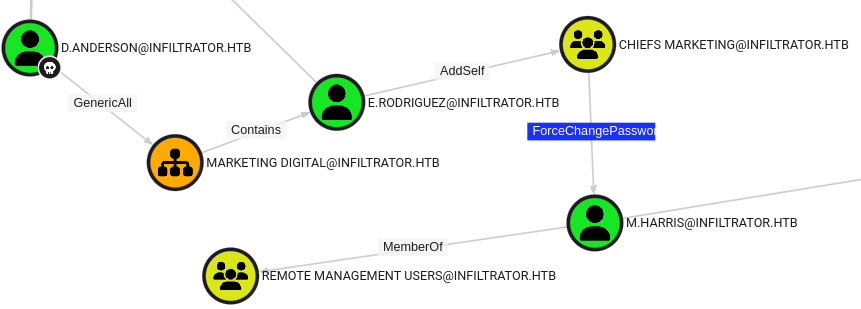 D.ANDERSON@INFILTRATOR.HTB
CHIEFS MARKETING@INFILTRATOR.HTB
AddSelf
GenericAll
E.RODRIGUEZ@INFILTRATOR.HTB
Contains
ForceChangePasswor
MARKETING DIGITAL@INFILTRATOR.HTB
M.HARRIS@INFILTRATOR.HTB
MemberOf
REMOTE MANAGEMENT USERS@INFILTRATOR.HTB